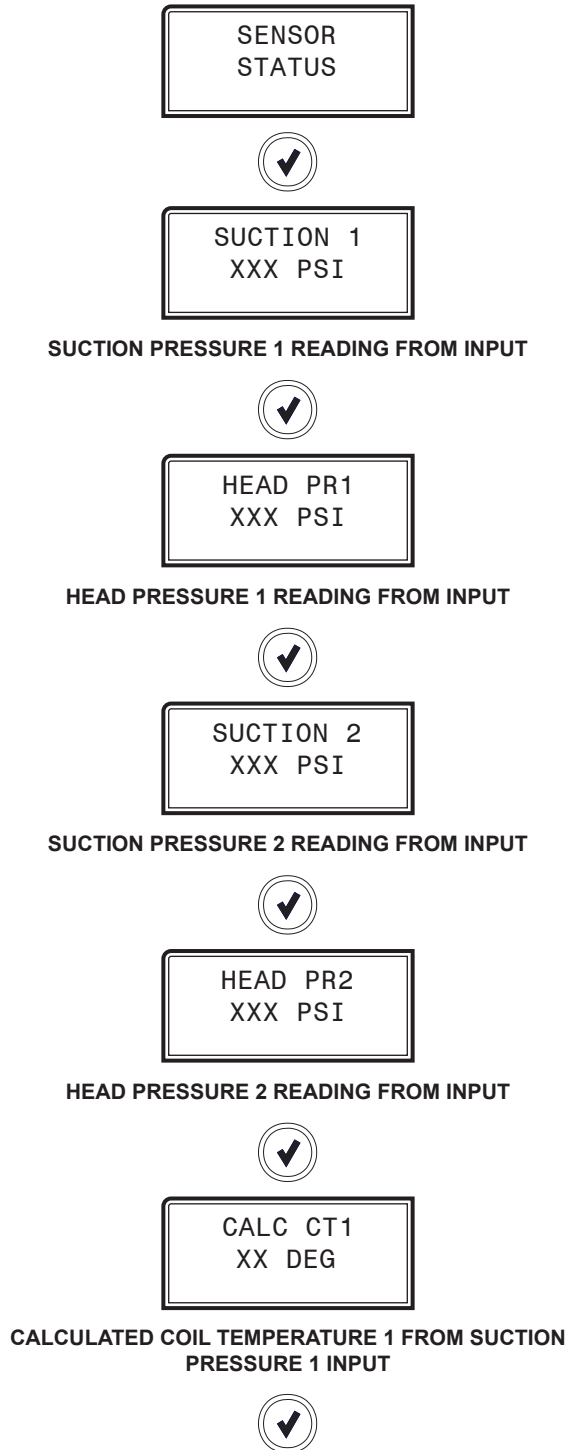 SENSOR
STATUS
SUCTION 1
XXX PSI
SUCTION PRESSURE 1 READING FROM INPUT
HEAD PR1
XXX PSI
HEAD PRESSURE 1 READING FROM INPUT
SUCTION 2
XXX PSI
SUCTION PRESSURE 2 READING FROM INPUT
HEAD PR2
XXX PSI
HEAD PRESSURE 2 READING FROM INPUT
CALC CT1
XX DEG
CALCULATED COIL TEMPERATURE 1 FROM SUCTION
PRESSURE 1 INPUT